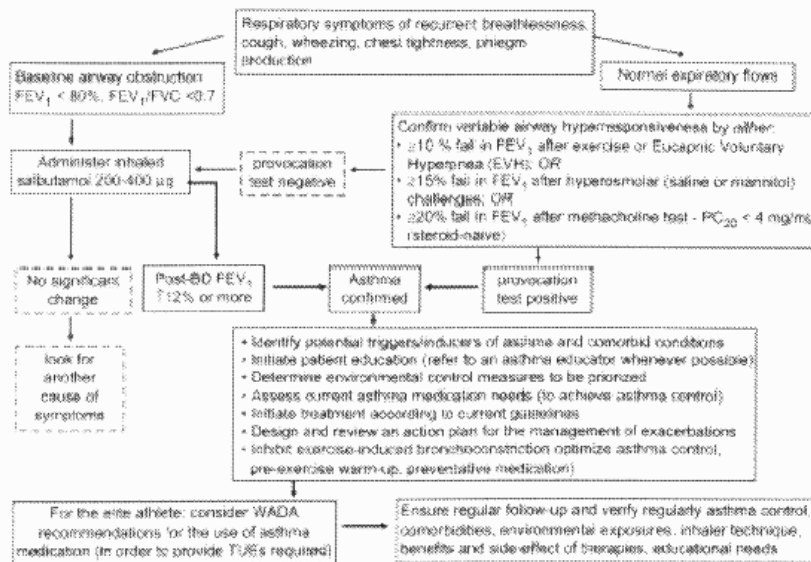 Respiratory symptoms of recurrent breathlessness,
cough, wheezing, chest tightness, phlegm
production
Baseline airway obstruction
FEV1 < 80%, FEV1/FVC <0.7
Normal expiratory flows
Confirm variable airway hyperresponsiveness by either:
• ≥10 % fall in FEV1 after exercise or Eucapnic Voluntary
Hyperpnea (EVH); OR
• ≥15% fall in FEV1 after hyperosmolar (saline or mannitol)
challenges; OR
• ≥20% fall in FEV1 after methacholine test - PC20 < 4 mg/mL
(steroid-naive)
Administer inhaled
salbutamol 200-400 µg
provocation
test negative
No significant
change
Post-BD FEV1
↑12% or more
Asthma
confirmed
provocation
test positive
look for
another
cause of
symptoms
• Identify potential triggers/inducers of asthma and comorbid conditions
• Initiate patient education (refer to an asthma educator whenever possible)
• Determine environmental control measures to be priorized
• Assess current asthma medication needs (to achieve asthma control)
• Initiate treatment according to current guidelines
• Design and review an action plan for the management of exacerbations
• Inhibit exercise-induced bronchoconstriction optimize asthma control,
pre-exercise warm-up, preventative medication)
For the elite athlete: consider WADA
recommendations for the use of asthma
medication (in order to provide TUEs required)
Ensure regular follow-up and verify regularly asthma control,
comorbidities, environmental exposures, inhaler technique,
benefits and side-effect of therapies, educational needs